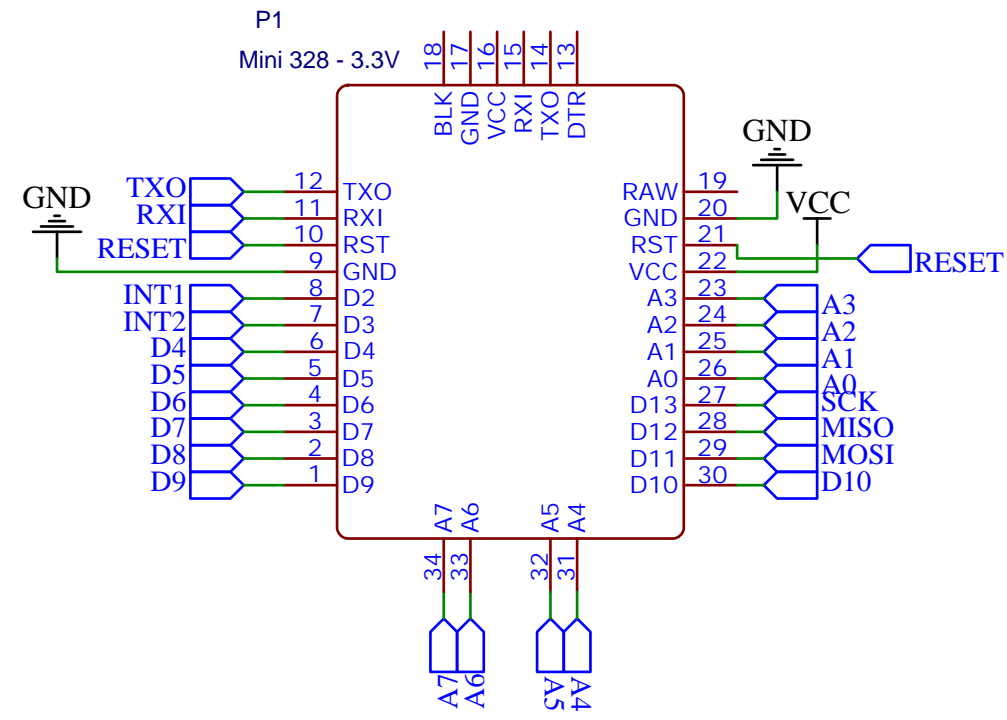 P1
Mini 328 - 3.3V
18 17 16 15 14 13
BLK GND VCC RXI TXO DTR
GND
GND
VCC
TXO 12 TXO RAW 19
RXI 11 RXI GND 20
RESET 10 RST RST 21
9 GND VCC 22 RESET
INT1 8 D2 A3 23 A3
INT2 7 D3 A2 24 A2
D4 6 D4 A1 25 A1
D5 5 D5 A0 26 A0
D6 4 D6 D13 27 SCK
D7 3 D7 D12 28 MISO
D8 2 D8 D11 29 MOSI
D9 1 D9 D10 30 D10
A7 A6 A5 A4
34 33 32 31
A7 A6 A5 A4